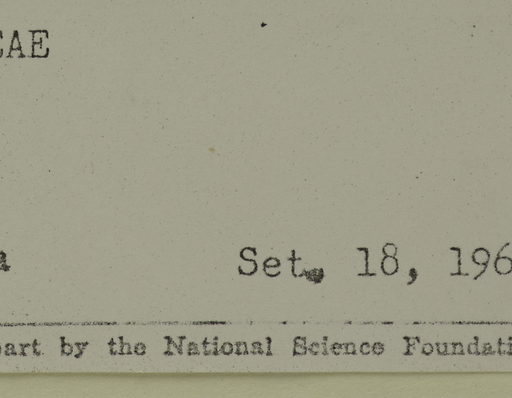 CAE
a Set. 18, 196
part by the National Science Foundati